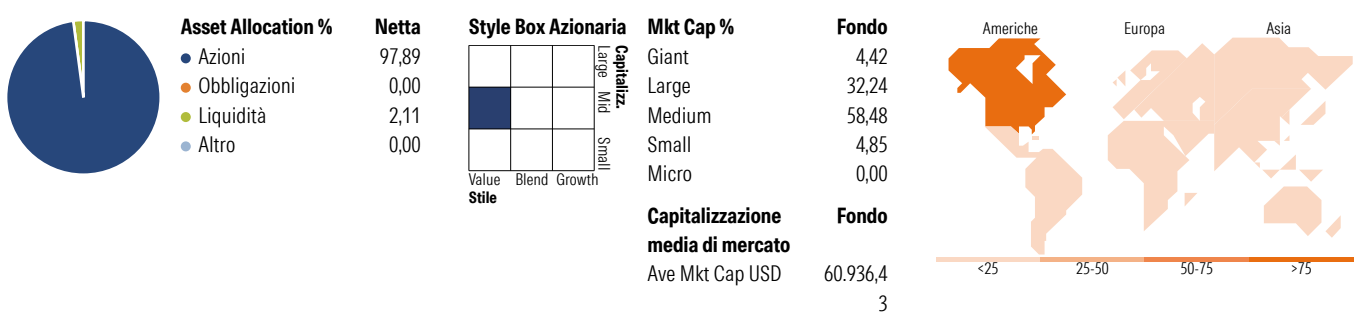 Asset Allocation % Netta
Azioni 97,89
Obbligazioni 0,00
Liquidità 2,11
Altro 0,00
Style Box Azionaria
Capitalizz.
Large Mid Small
Value Blend Growth
Stile
Mkt Cap % Fondo
Giant 4,42
Large 32,24
Medium 58,48
Small 4,85
Micro 0,00
Capitalizzazione Fondo
media di mercato
Ave Mkt Cap USD 60.936,4
3
Americhe Europa Asia
<25 25-50 50-75 >75